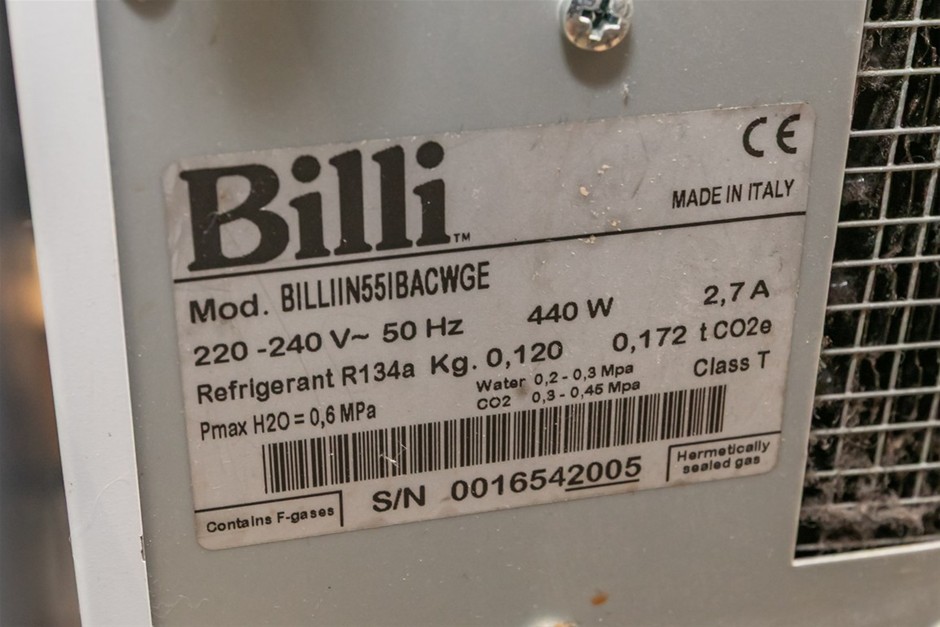 Billi™
CE
MADE IN ITALY
Mod. BILLIIN55IBACWGE
220 -240 V~ 50 Hz 440 W 2,7 A
Refrigerant R134a Kg. 0,120 0,172 t CO2e
Pmax H2O = 0,6 MPa Water 0,2 - 0,3 Mpa Class T
CO2 0,3 - 0,45 Mpa
Contains F-gases S/N 0016542005 Hermetically
sealed gas